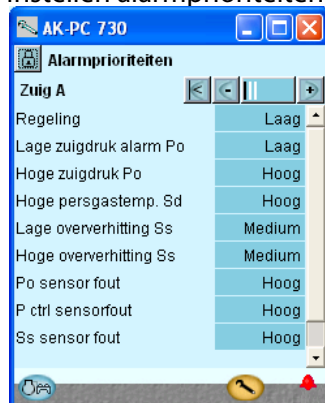 Instellen alarmprioriteiten
AK-PC 730
Alarmprioriteiten
Zuig A
Regeling Laag
Lage zuigdruk alarm Po Laag
Hoge zuigdruk Po Hoog
Hoge persgastemp. Sd Hoog
Lage oververhitting Ss Medium
Hoge oververhitting Ss Medium
Po sensor fout Hoog
P ctrl sensorfout Hoog
Ss sensor fout Hoog